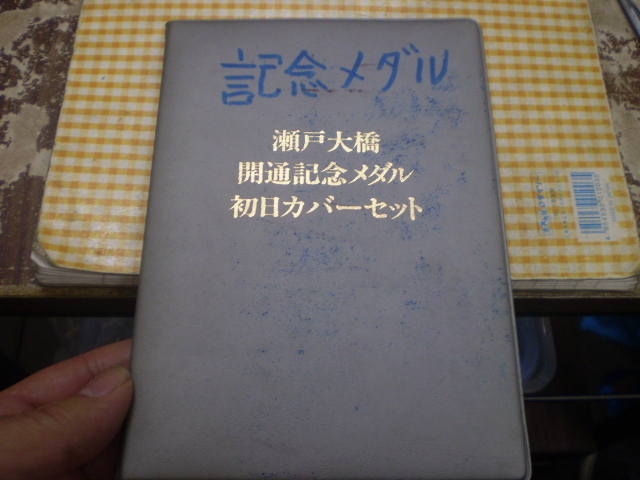 記念メダル
瀬戸大橋
開通記念メダル
初日カバーセット